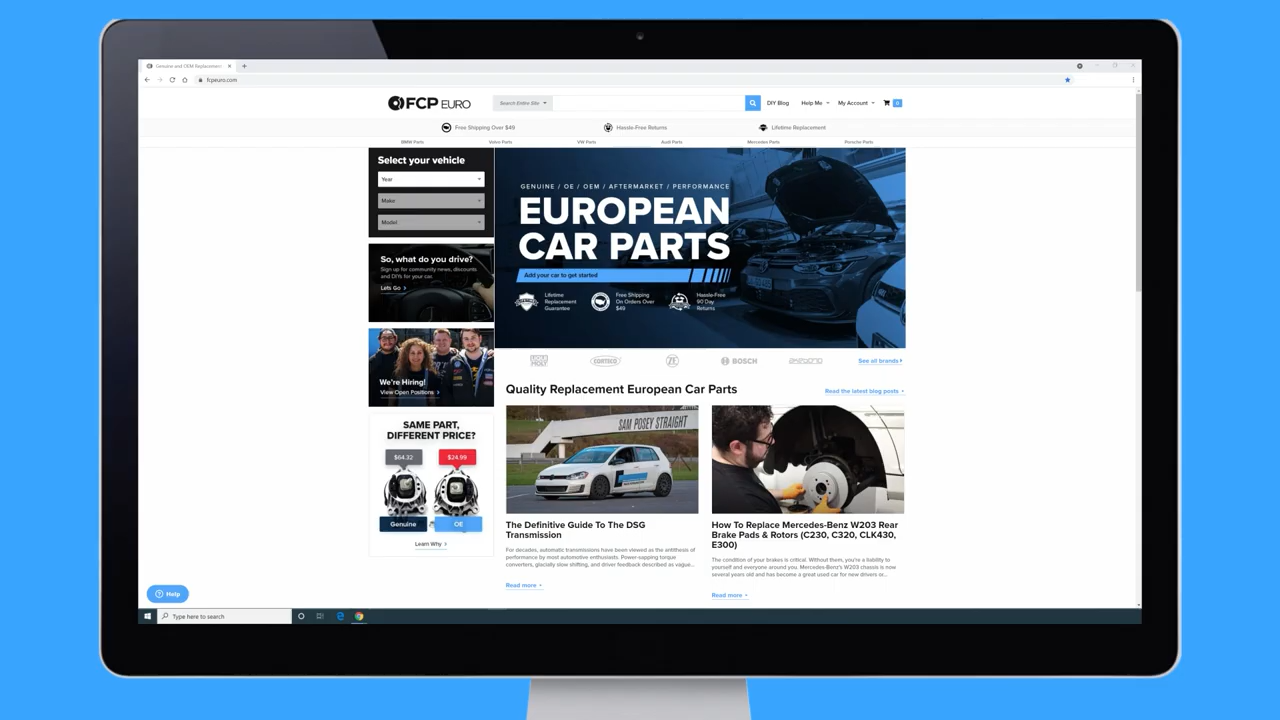 Genuine and OEM Replacement
fcpeuro.com
FCP EURO
Search Entire Site
DIY Blog
Help Me
My Account
0
Free Shipping Over $49
Hassle-Free Returns
Lifetime Replacement
BMW Parts
Volvo Parts
VW Parts
Audi Parts
Mercedes Parts
Porsche Parts
Select your vehicle
Year
Make
Model
GENUINE / OE / OEM / AFTERMARKET / PERFORMANCE
EUROPEAN
CAR PARTS
Add your car to get started
Lifetime
Replacement
Guarantee
Free Shipping
On Orders Over
$49
Hassle-Free
90 Day
Returns
So, what do you drive?
Sign up for community news, discounts
and DIYs for your car.
Lets Go
We're Hiring!
View Open Positions
LIQUI
MOLY
CORTECO
ZF
BOSCH
See all brands
Quality Replacement European Car Parts
Read the latest blog posts
SAM POSEY STRAIGHT
SAME PART,
DIFFERENT PRICE?
$64.32
$24.99
Genuine
OE
Learn Why
The Definitive Guide To The DSG
Transmission
For decades, automatic transmissions have been viewed as the antithesis of
performance by most automotive enthusiasts. Power-sapping torque
converters, glacially slow shifting, and driver feedback described as vague...
Read more
How To Replace Mercedes-Benz W203 Rear
Brake Pads & Rotors (C230, C320, CLK430,
E300)
The condition of your brakes is critical. Without them, you're a liability to
yourself and everyone around you. Mercedes-Benz's W203 chassis is now
several years old and has become a great used car for new drivers or...
Read more
Help
Type here to search